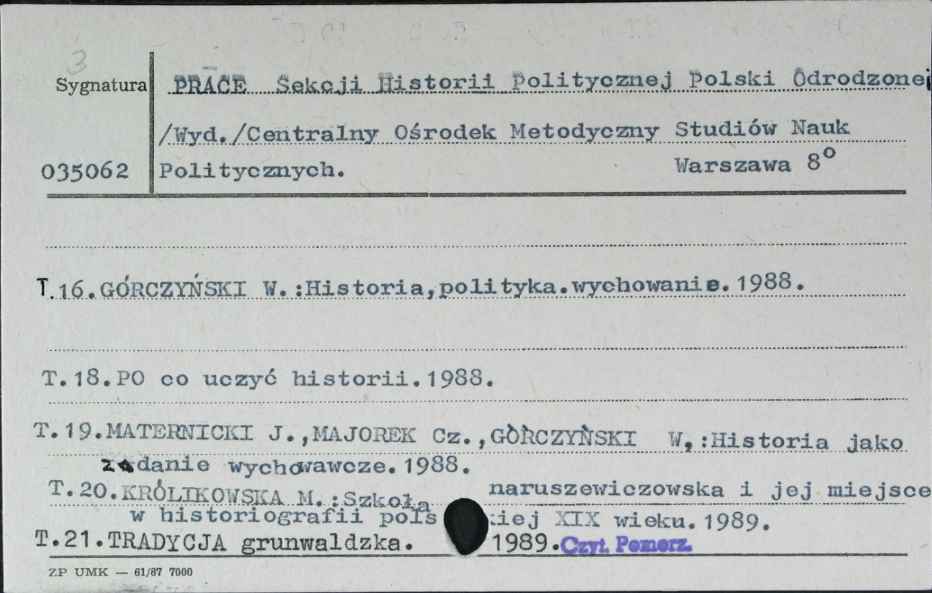 3
Sygnatura PRACE Sekcji Historii Politycznej Polski Odrodzonej
/Wyd./Centralny Ośrodek Metodyczny Studiów Nauk
035062 Politycznych. Warszawa 8°
T.16.GÓRCZYŃSKI W.:Historia,polityka.wychowanie.1988.
T.18.PO co uczyć historii.1988.
T.19.MATERNICKI J.,MAJOREK Cz.,GÓRCZYŃSKI W,:Historia jako
zadanie wychowawcze.1988.
T.20.KRÓLIKOWSKA M.:Szkoła naruszewiczowska i jej miejsce
w historiografii polskiej XIX wieku.1989.
T.21.TRADYCJA grunwaldzka. 1989. Czyt. Pomorz.
ZP UMK — 61/87 7000